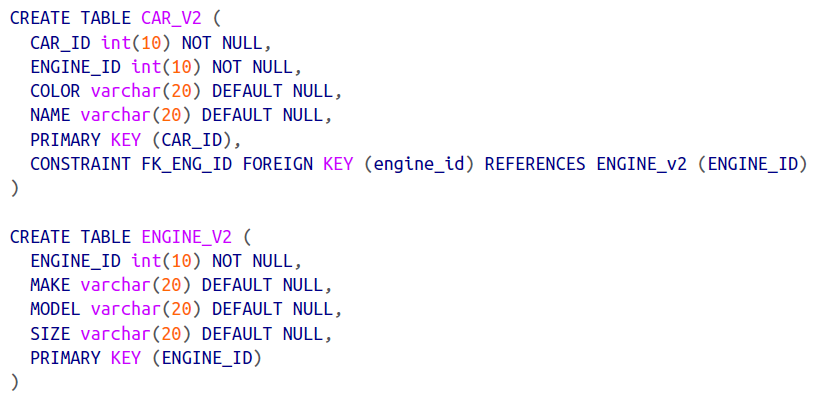 CREATE TABLE CAR_V2 (
  CAR_ID int(10) NOT NULL,
  ENGINE_ID int(10) NOT NULL,
  COLOR varchar(20) DEFAULT NULL,
  NAME varchar(20) DEFAULT NULL,
  PRIMARY KEY (CAR_ID),
  CONSTRAINT FK_ENG_ID FOREIGN KEY (engine_id) REFERENCES ENGINE_v2 (ENGINE_ID)
)

CREATE TABLE ENGINE_V2 (
  ENGINE_ID int(10) NOT NULL,
  MAKE varchar(20) DEFAULT NULL,
  MODEL varchar(20) DEFAULT NULL,
  SIZE varchar(20) DEFAULT NULL,
  PRIMARY KEY (ENGINE_ID)
)